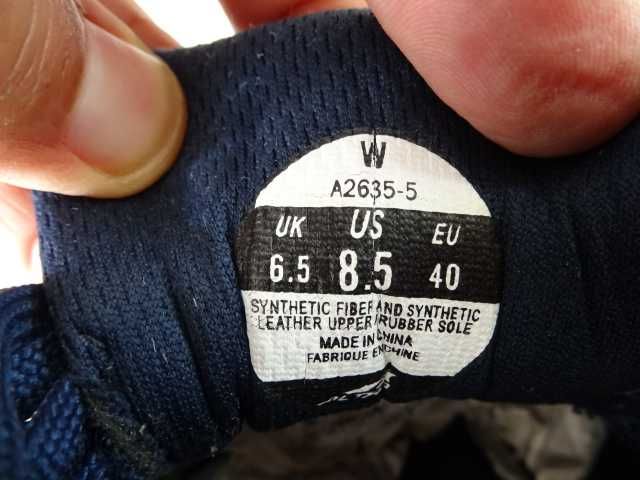 W
A2635-5
UK US EU
6.5 8.5 40
SYNTHETIC FIBER AND SYNTHETIC
LEATHER UPPER/RUBBER SOLE
MADE IN CHINA
FABRIQUE EN CHINE